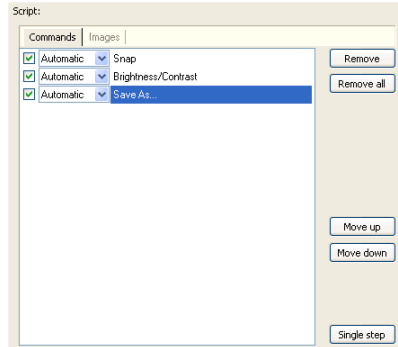 Script:
Commands Images
Automatic Snap Remove
Automatic Brightness/Contrast
Remove all
Automatic Save As...
Move up
Move down
Single step